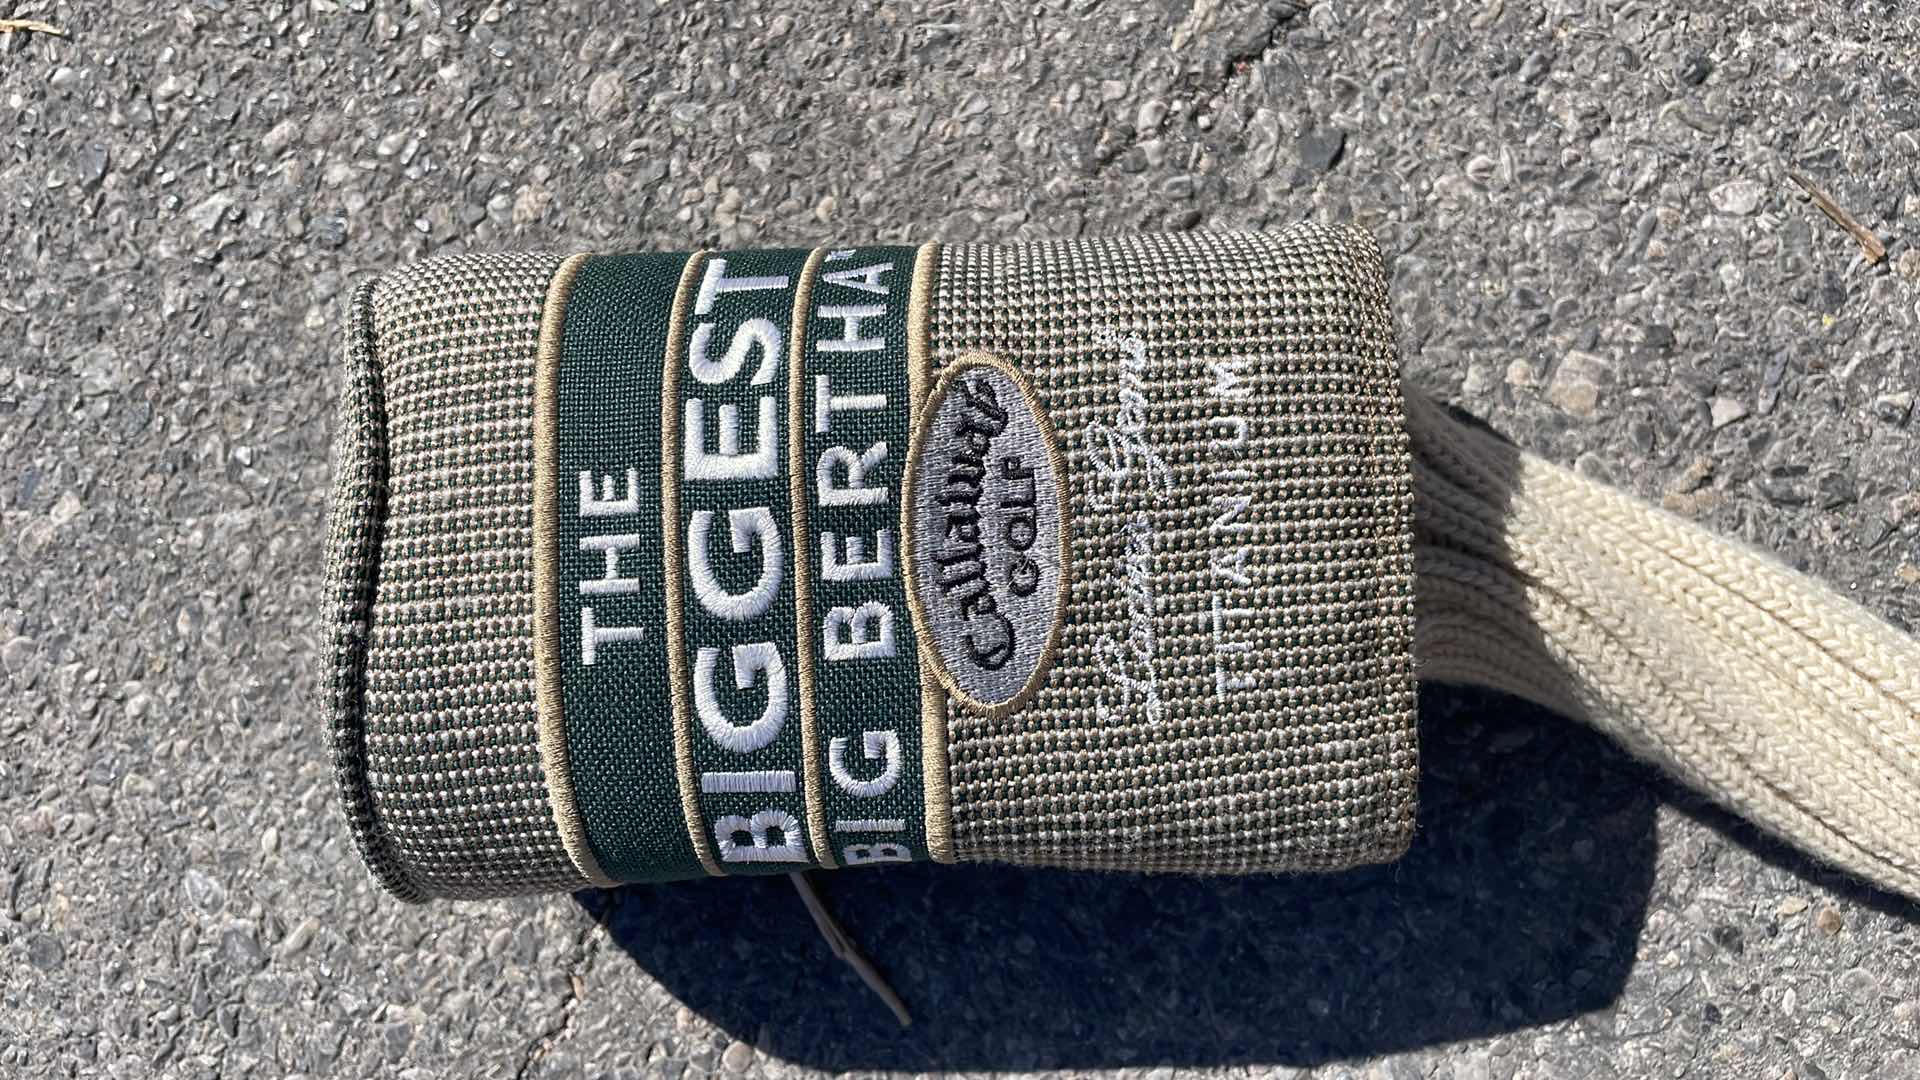 THE
BIGGEST
BIG BERTHA
Callaway
GOLF
TITANIUM